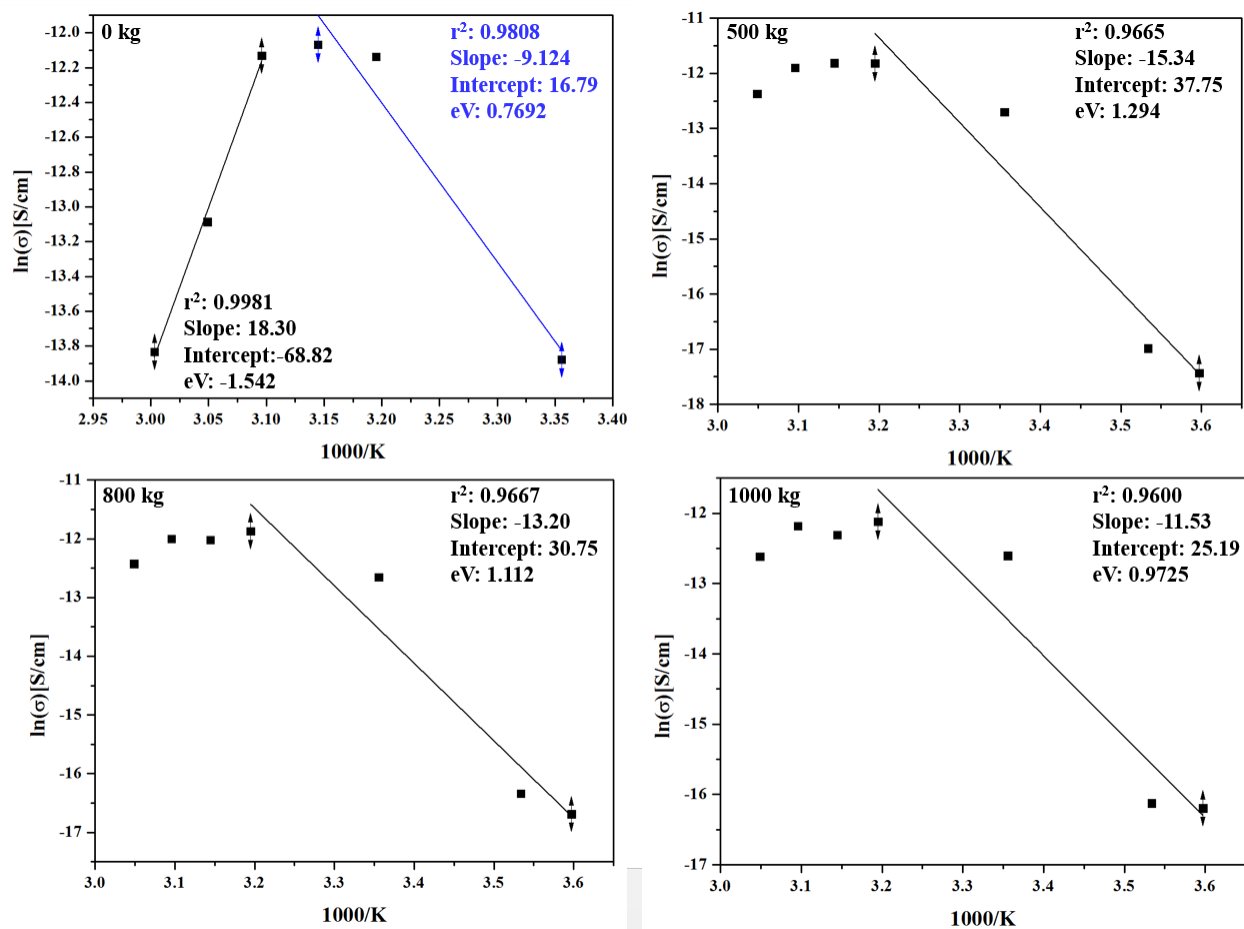 0 kg
r²: 0.9808
Slope: -9.124
Intercept: 16.79
eV: 0.7692
r²: 0.9981
Slope: 18.30
Intercept:-68.82
eV: -1.542
ln(σ)[S/cm]
-12.0
-12.2
-12.4
-12.6
-12.8
-13.0
-13.2
-13.4
-13.6
-13.8
-14.0
2.95 3.00 3.05 3.10 3.15 3.20 3.25 3.30 3.35 3.40
1000/K
500 kg
r²: 0.9665
Slope: -15.34
Intercept: 37.75
eV: 1.294
ln(σ)[S/cm]
-11
-12
-13
-14
-15
-16
-17
-18
3.0 3.1 3.2 3.3 3.4 3.5 3.6
1000/K
800 kg
r²: 0.9667
Slope: -13.20
Intercept: 30.75
eV: 1.112
ln(σ)[S/cm]
-11
-12
-13
-14
-15
-16
-17
3.0 3.1 3.2 3.3 3.4 3.5 3.6
1000/K
1000 kg
r²: 0.9600
Slope: -11.53
Intercept: 25.19
eV: 0.9725
ln(σ)[S/cm]
-12
-13
-14
-15
-16
-17
3.0 3.1 3.2 3.3 3.4 3.5 3.6
1000/K